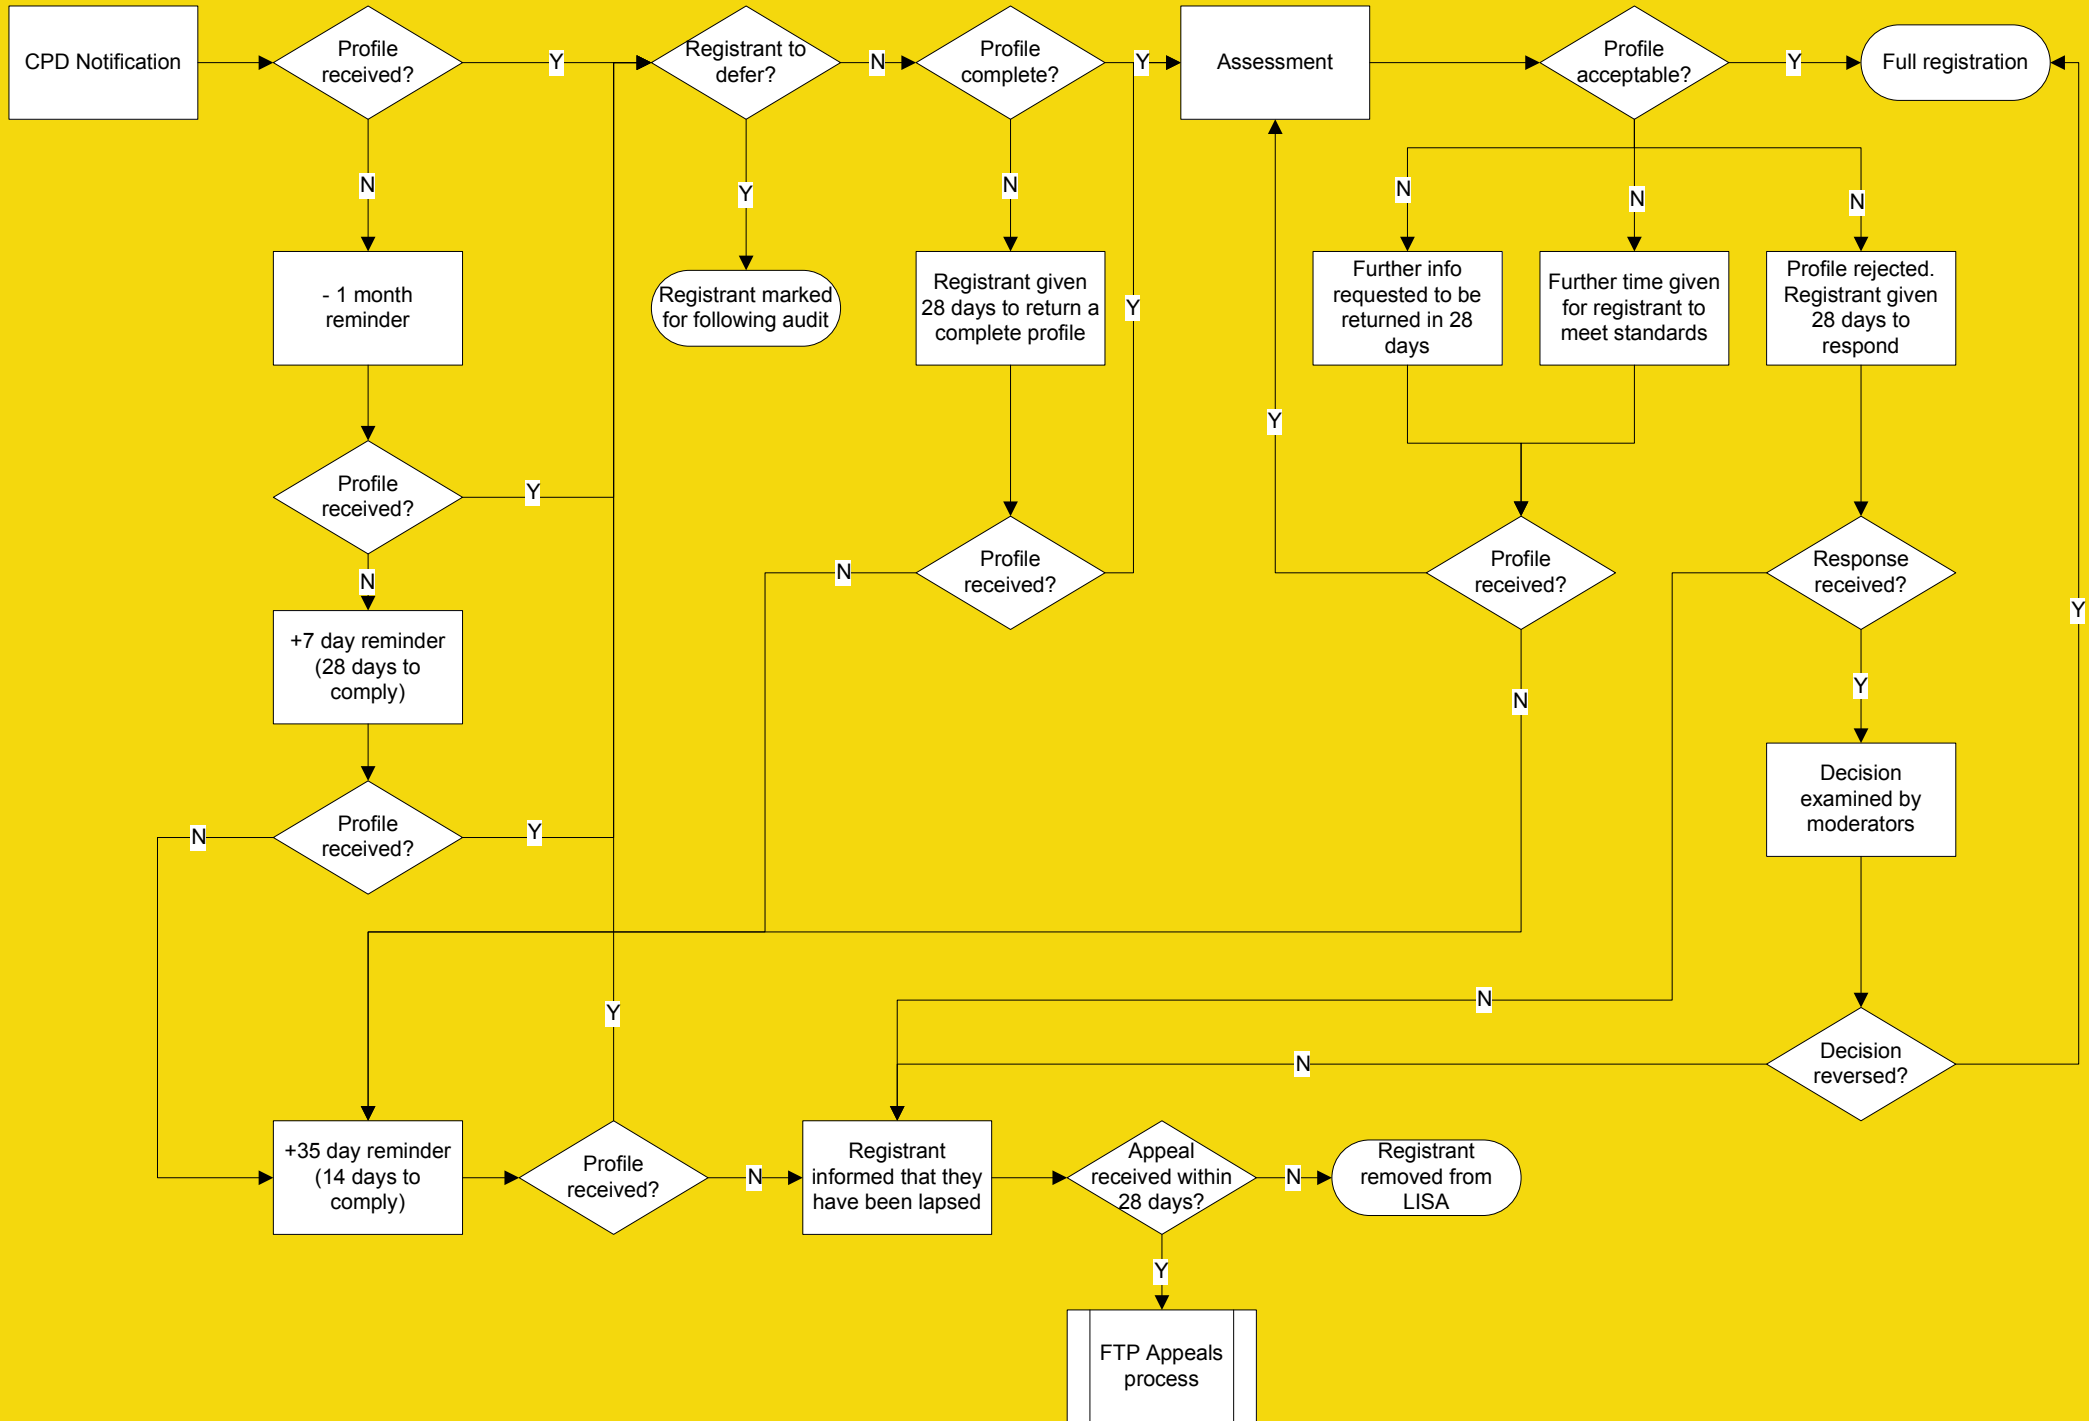 CPD Notification
Profile
received?
Y
Registrant to
defer?
N
Profile
complete?
Y
Assessment
Profile
acceptable?
Y
Full registration
N
Y
N
N
N
N
- 1 month
reminder
Registrant marked
for following audit
Registrant given
28 days to return a
complete profile
Y
Further info
requested to be
returned in 28
days
Further time given
for registrant to
meet standards
Profile rejected.
Registrant given
28 days to
respond
Y
Profile
received?
Y
N
N
Profile
received?
Profile
received?
Response
received?
Y
+7 day reminder
(28 days to
comply)
N
Y
Profile
received?
N
Y
Decision
examined by
moderators
Y
N
N
Decision
reversed?
+35 day reminder
(14 days to
comply)
Profile
received?
N
Registrant
informed that they
have been lapsed
Appeal
received within
28 days?
N
Registrant
removed from
LISA
Y
FTP Appeals
process